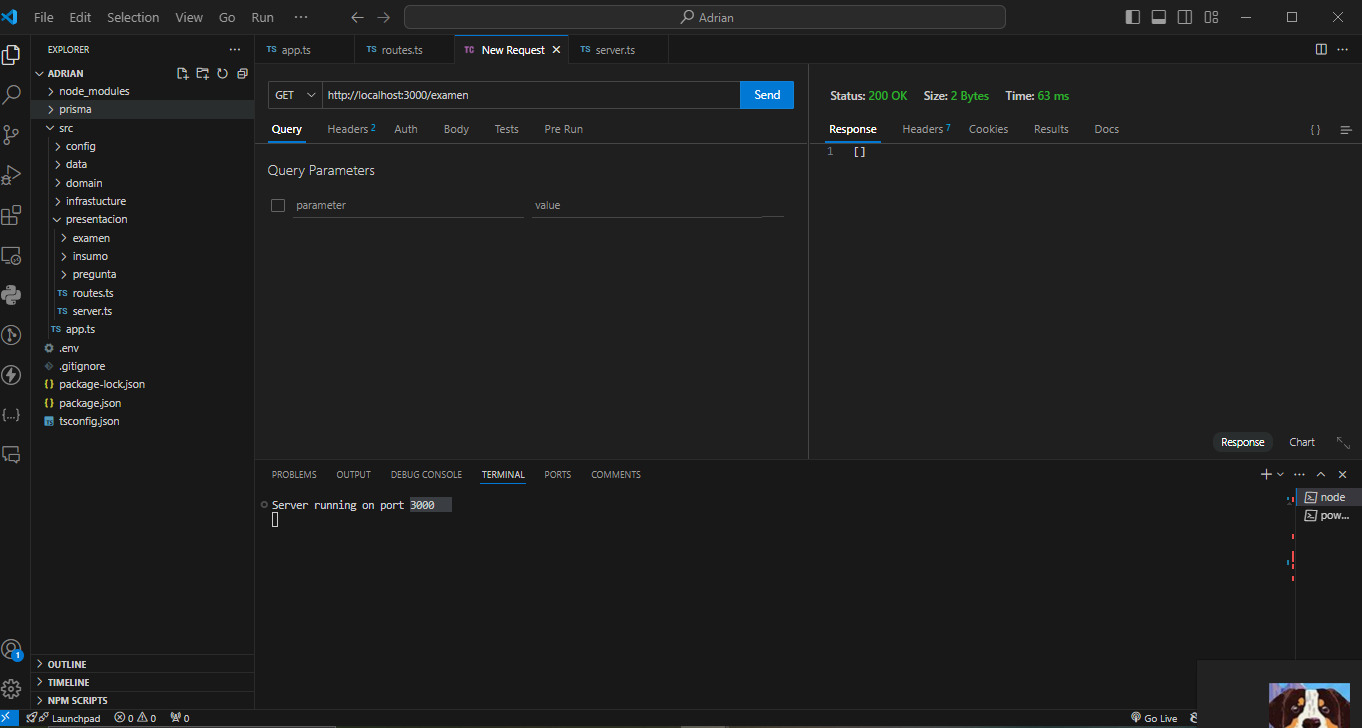 File Edit Selection View Go Run ··· Adrian
EXPLORER ···
ADRIAN
node_modules
prisma
src
config
data
domain
infrastucture
presentacion
examen
insumo
pregunta
TS routes.ts
TS server.ts
TS app.ts
.env
.gitignore
{} package-lock.json
{} package.json
TS tsconfig.json
OUTLINE
TIMELINE
NPM SCRIPTS
TS app.ts
TS routes.ts
TC New Request
TS server.ts
GET http://localhost:3000/examen Send
Query Headers 2 Auth Body Tests Pre Run
Query Parameters
parameter value
Status: 200 OK Size: 2 Bytes Time: 63 ms
Response Headers 7 Cookies Results Docs { }
1 []
Response Chart
PROBLEMS OUTPUT DEBUG CONSOLE TERMINAL PORTS COMMENTS
Server running on port 3000
node
pow...
1
Launchpad 0 0 0 Go Live